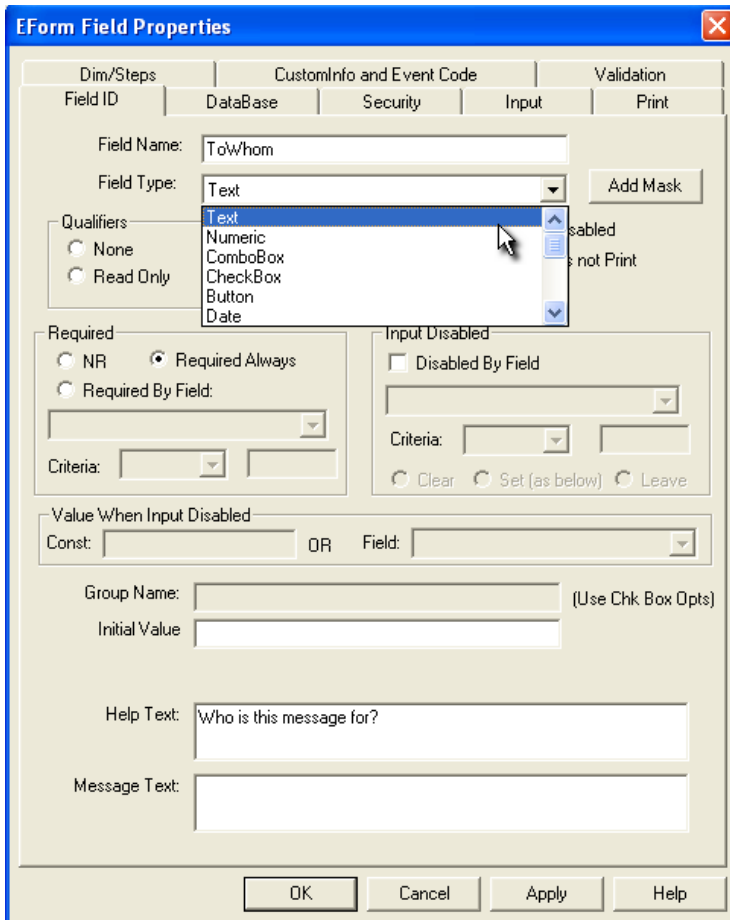 EForm Field Properties
Dim/Steps CustomInfo and Event Code Validation
Field ID DataBase Security Input Print
Field Name: ToWhom
Field Type: Text Add Mask
Text
Numeric
ComboBox
CheckBox
Button
Date
Qualifiers
None
Read Only
sabled
not Print
Required
NR Required Always
Required By Field:
Criteria:
Input Disabled
Disabled By Field
Criteria:
Clear Set (as below) Leave
Value When Input Disabled
Const: OR Field:
Group Name: (Use Chk Box Opts)
Initial Value
Help Text: Who is this message for?
Message Text:
OK Cancel Apply Help